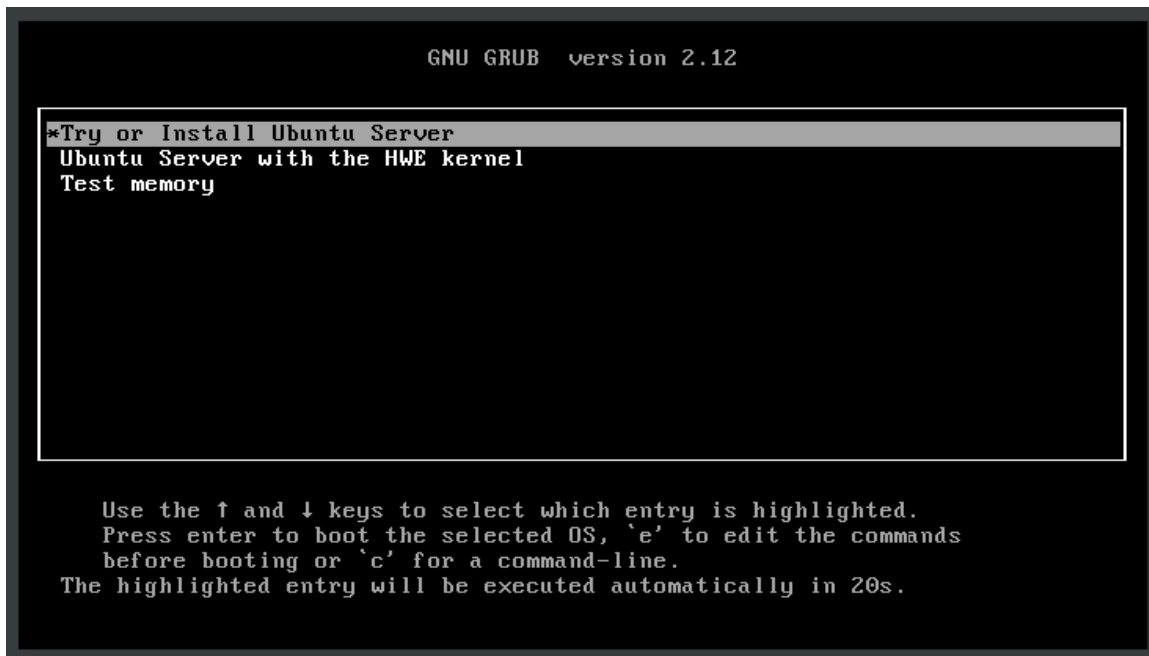 GNU GRUB version 2.12
*Try or Install Ubuntu Server
Ubuntu Server with the HWE kernel
Test memory
Use the ↑ and ↓ keys to select which entry is highlighted.
Press enter to boot the selected OS, `e' to edit the commands
before booting or `c' for a command-line.
The highlighted entry will be executed automatically in 20s.